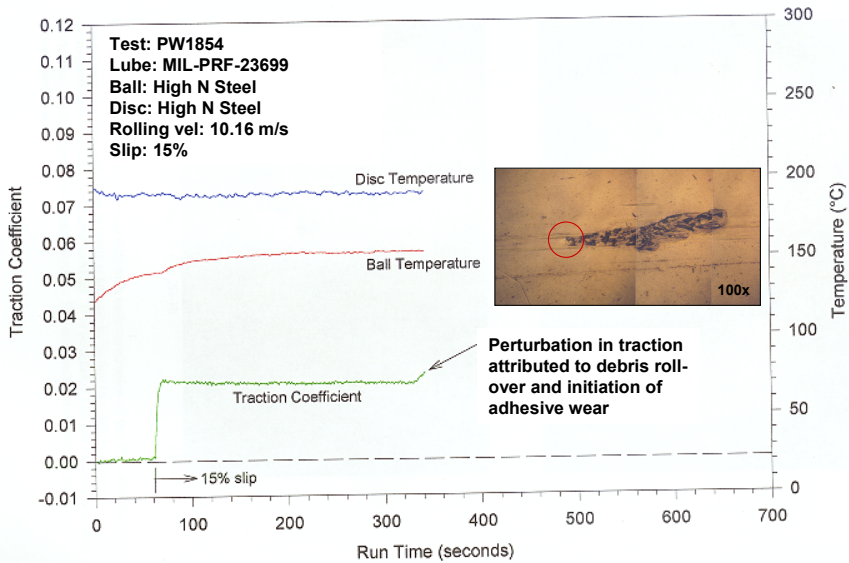 Test: PW1854
Lube: MIL-PRF-23699
Ball: High N Steel
Disc: High N Steel
Rolling vel: 10.16 m/s
Slip: 15%
Traction Coefficient
0.12
0.11
0.10
0.09
0.08
0.07
0.06
0.05
0.04
0.03
0.02
0.01
0.00
-0.01
Disc Temperature
Ball Temperature
Traction Coefficient
15% slip
100x
Perturbation in traction
attributed to debris roll-
over and initiation of
adhesive wear
300
250
200
150
100
50
0
Temperature (°C)
0
100
200
300
400
500
600
700
Run Time (seconds)